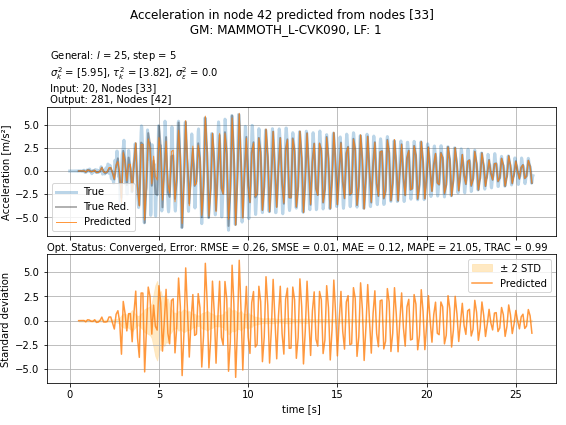 Acceleration in node 42 predicted from nodes [33]
GM: MAMMOTH_L-CVK090, LF: 1
General: l = 25, step = 5
σ²ₖ = [5.95], τ²ₖ = [3.82], σ²ε = 0.0
Input: 20, Nodes [33]
Output: 281, Nodes [42]
Acceleration [m/s²]
5.0
2.5
0.0
−2.5
−5.0
True
True Red.
Predicted
Opt. Status: Converged, Error: RMSE = 0.26, SMSE = 0.01, MAE = 0.12, MAPE = 21.05, TRAC = 0.99
Standard deviation
5.0
2.5
0.0
−2.5
−5.0
± 2 STD
Predicted
0 5 10 15 20 25
time [s]